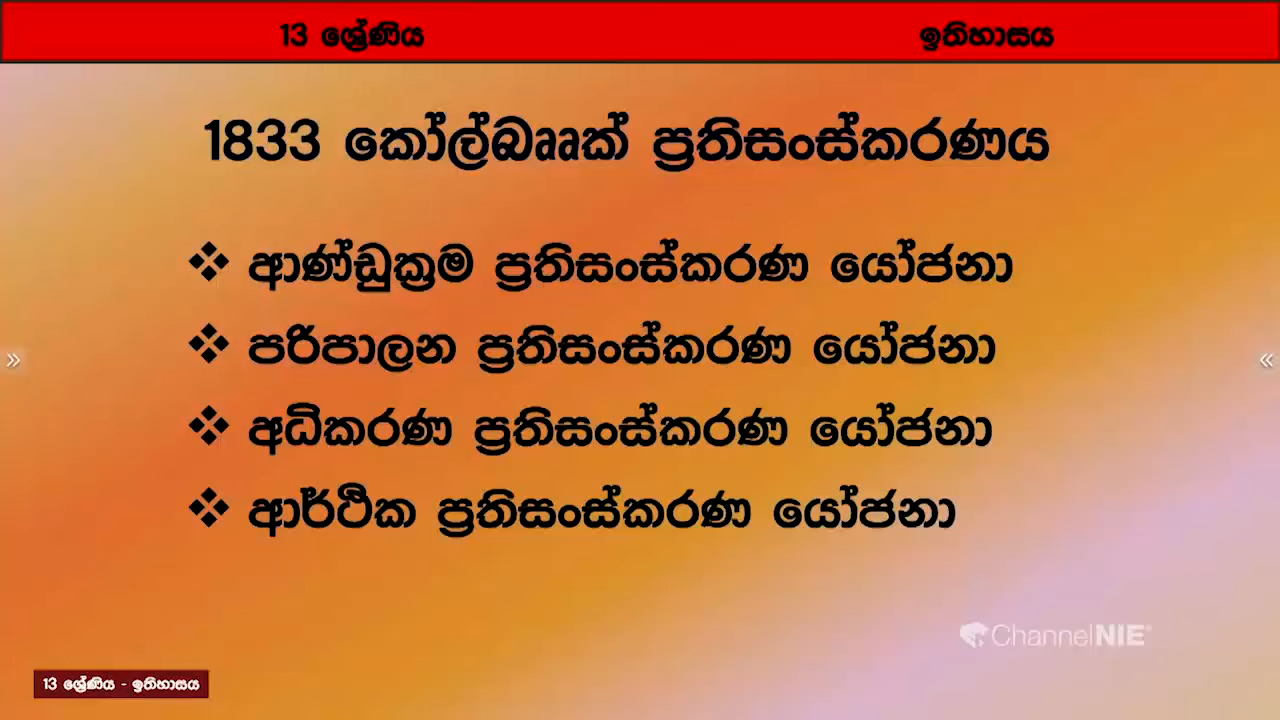 13 ශ්‍රේණිය ඉතිහාසය
1833 කෝල්බෲක් ප්‍රතිසංස්කරණය
❖ ආණ්ඩුක්‍රම ප්‍රතිසංස්කරණ යෝජනා
❖ පරිපාලන ප්‍රතිසංස්කරණ යෝජනා
❖ අධිකරණ ප්‍රතිසංස්කරණ යෝජනා
❖ ආර්ථික ප්‍රතිසංස්කරණ යෝජනා
ChannelNIE
13 ශ්‍රේණිය - ඉතිහාසය